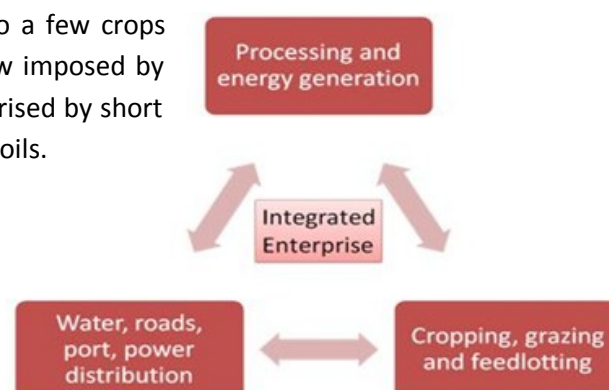 o a few crops
w imposed by
rised by short
oils.
Processing and
energy generation
Integrated
Enterprise
Water, roads,
port, power
distribution
Cropping, grazing
and feedlotting